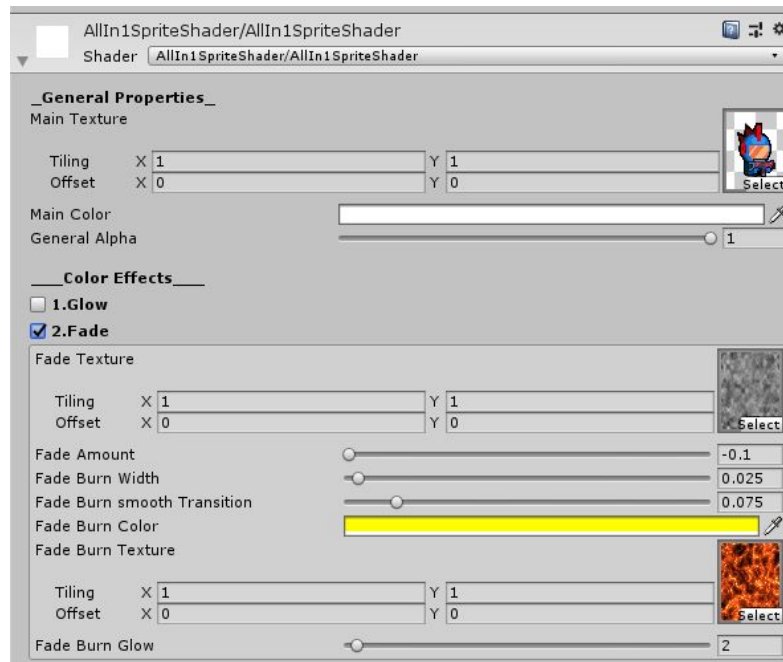 AllIn1SpriteShader/AllIn1SpriteShader
Shader AllIn1SpriteShader/AllIn1SpriteShader
_General Properties_
Main Texture
Tiling X 1 Y 1
Offset X 0 Y 0
Select
Main Color
General Alpha 1
___Color Effects___
1.Glow
2.Fade
Fade Texture
Tiling X 1 Y 1
Offset X 0 Y 0
Select
Fade Amount -0.1
Fade Burn Width 0.025
Fade Burn smooth Transition 0.075
Fade Burn Color
Fade Burn Texture
Tiling X 1 Y 1
Offset X 0 Y 0
Select
Fade Burn Glow 2